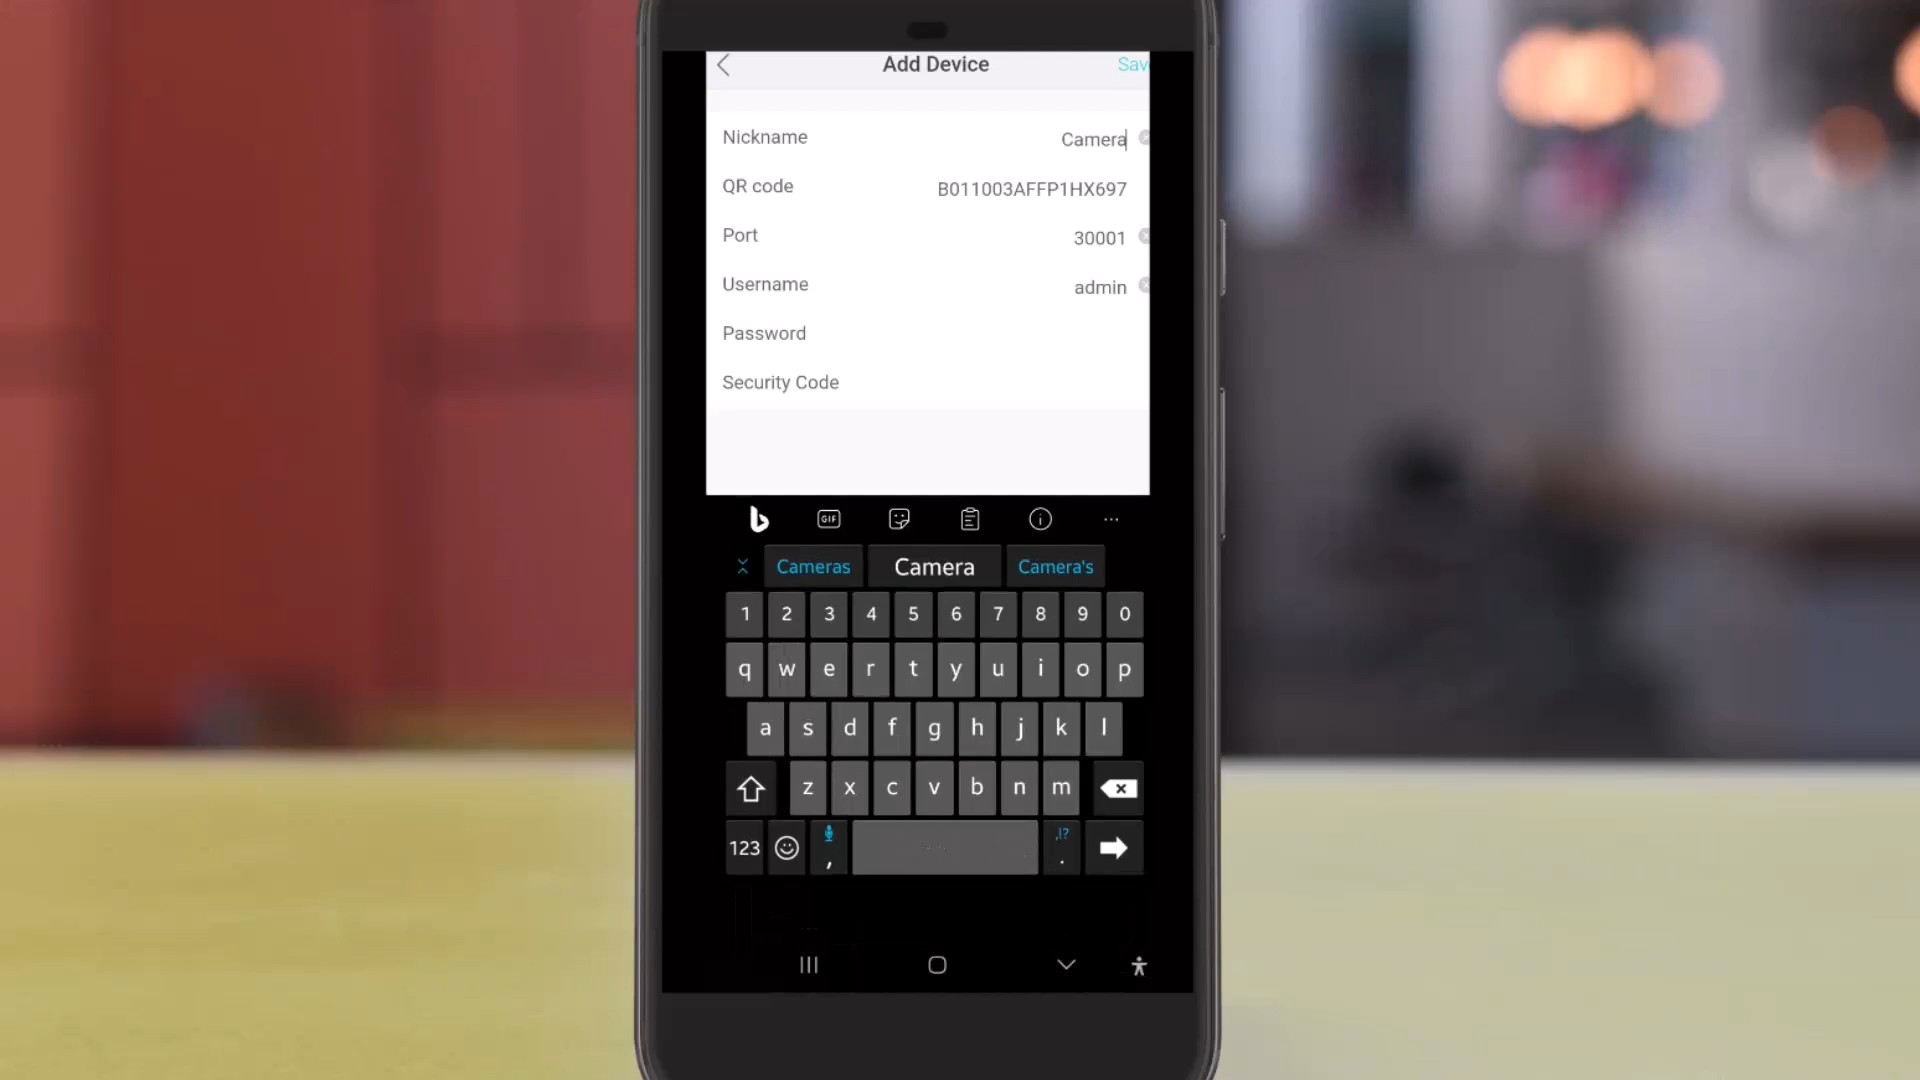 Add Device
Sav
Nickname Camera
QR code B011003AFFP1HX697
Port 30001
Username admin
Password
Security Code
GIF
Cameras Camera Camera's
1 2 3 4 5 6 7 8 9 0
q w e r t y u i o p
a s d f g h j k l
z x c v b n m
123 , ,!? .